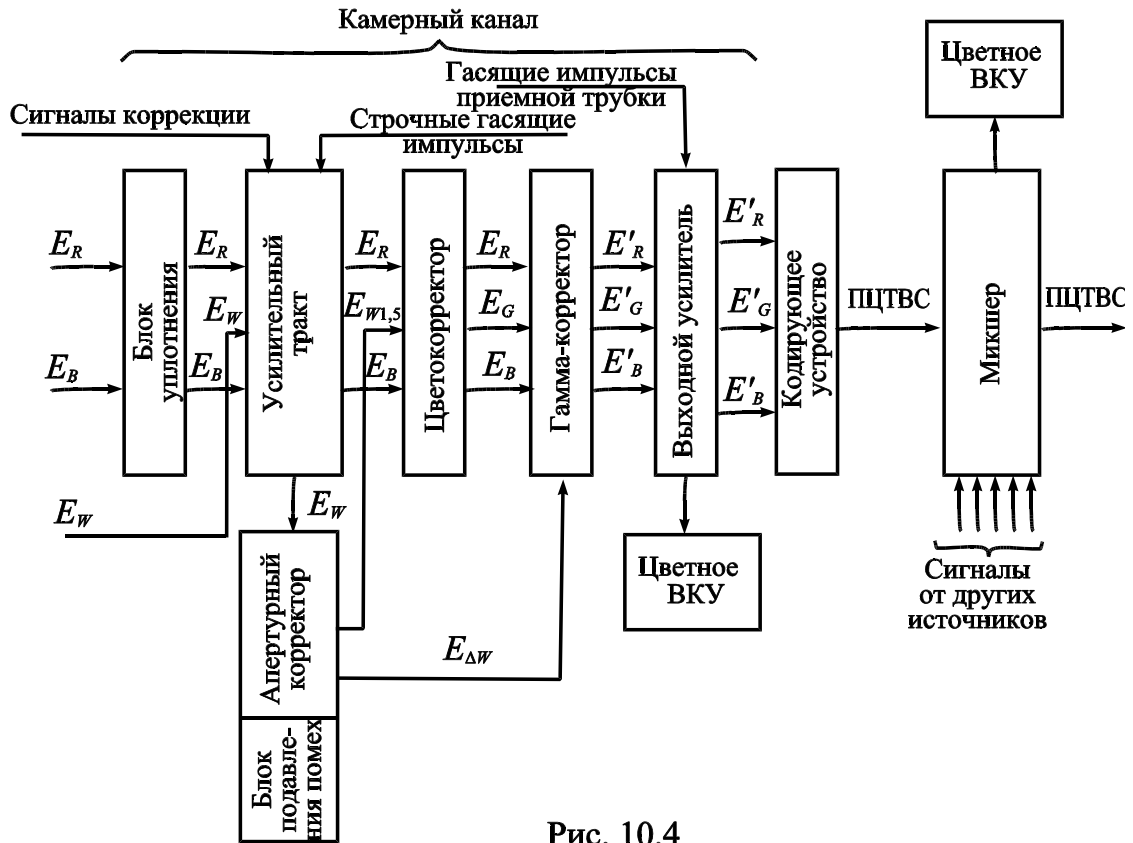 Камерный канал
Гасящие импульсы
приемной трубки
Цветное
ВКУ
Сигналы коррекции
Строчные гасящие
импульсы
E_R
E_B
E_W
Блок
уплотнения
E_R
E_W
E_B
Усилительный
тракт
E_R
E_W1,5
E_B
Цветокорректор
E_R
E_G
E_B
Гамма-корректор
E'_R
E'_G
E'_B
Выходной усилитель
E'_R
E'_G
E'_B
Кодирующее
устройство
ПЦТВС
Микшер
ПЦТВС
E_W
Апертурный
корректор
E_ΔW
Блок
подавле-
ния помех
Цветное
ВКУ
Сигналы
от других
источников
Рис. 10.4